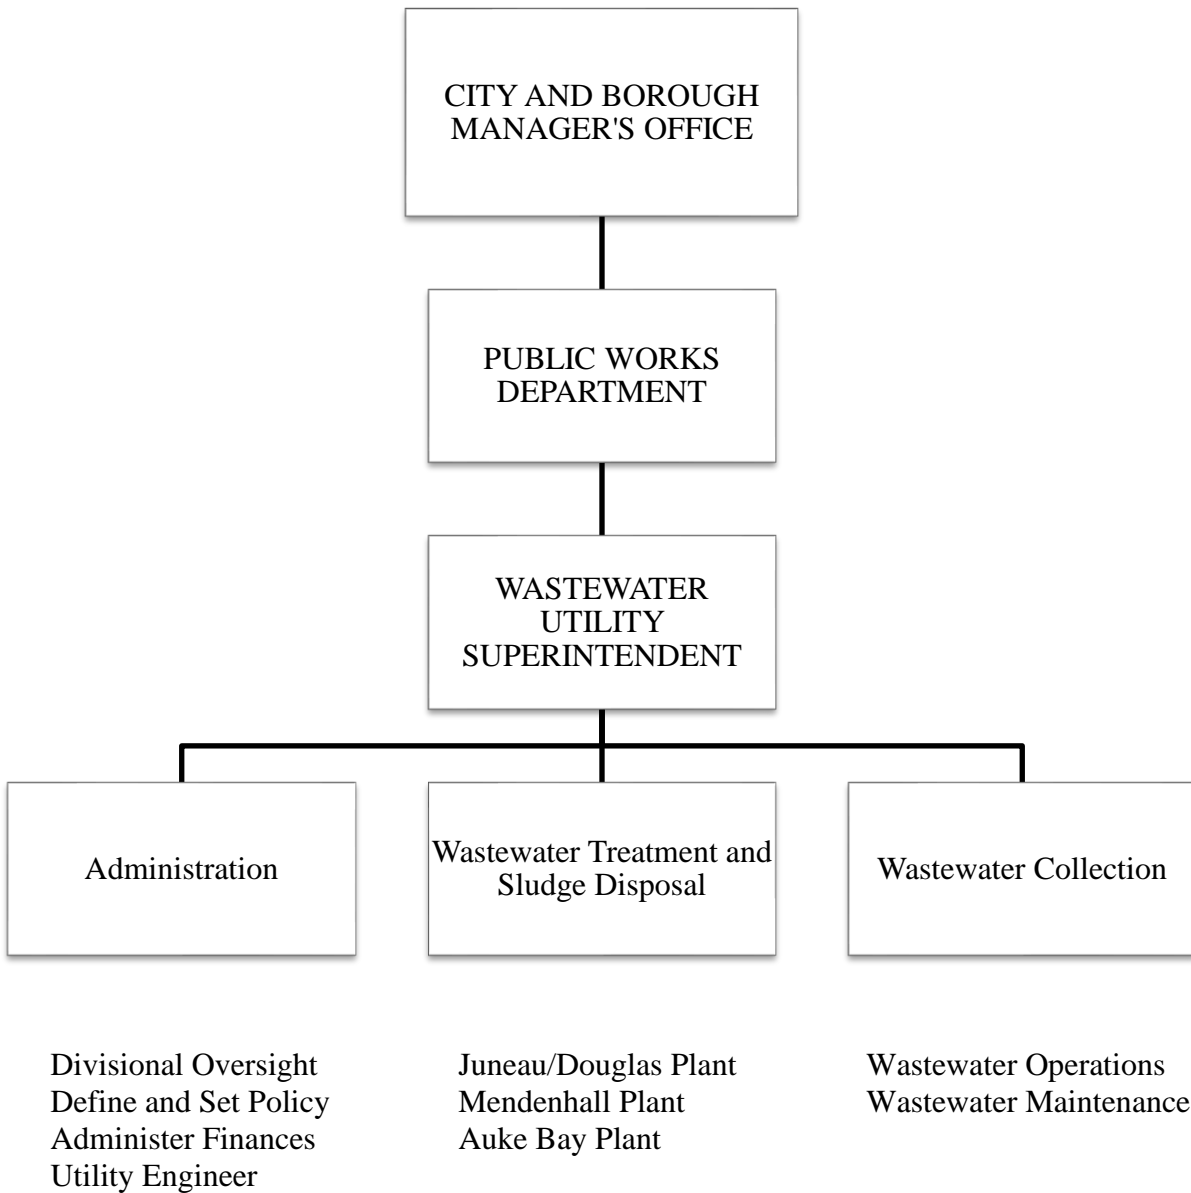 CITY AND BOROUGH
MANAGER'S OFFICE
PUBLIC WORKS
DEPARTMENT
WASTEWATER
UTILITY
SUPERINTENDENT
Administration
Wastewater Treatment and
Sludge Disposal
Wastewater Collection
Divisional Oversight
Define and Set Policy
Administer Finances
Utility Engineer
Juneau/Douglas Plant
Mendenhall Plant
Auke Bay Plant
Wastewater Operations
Wastewater Maintenance